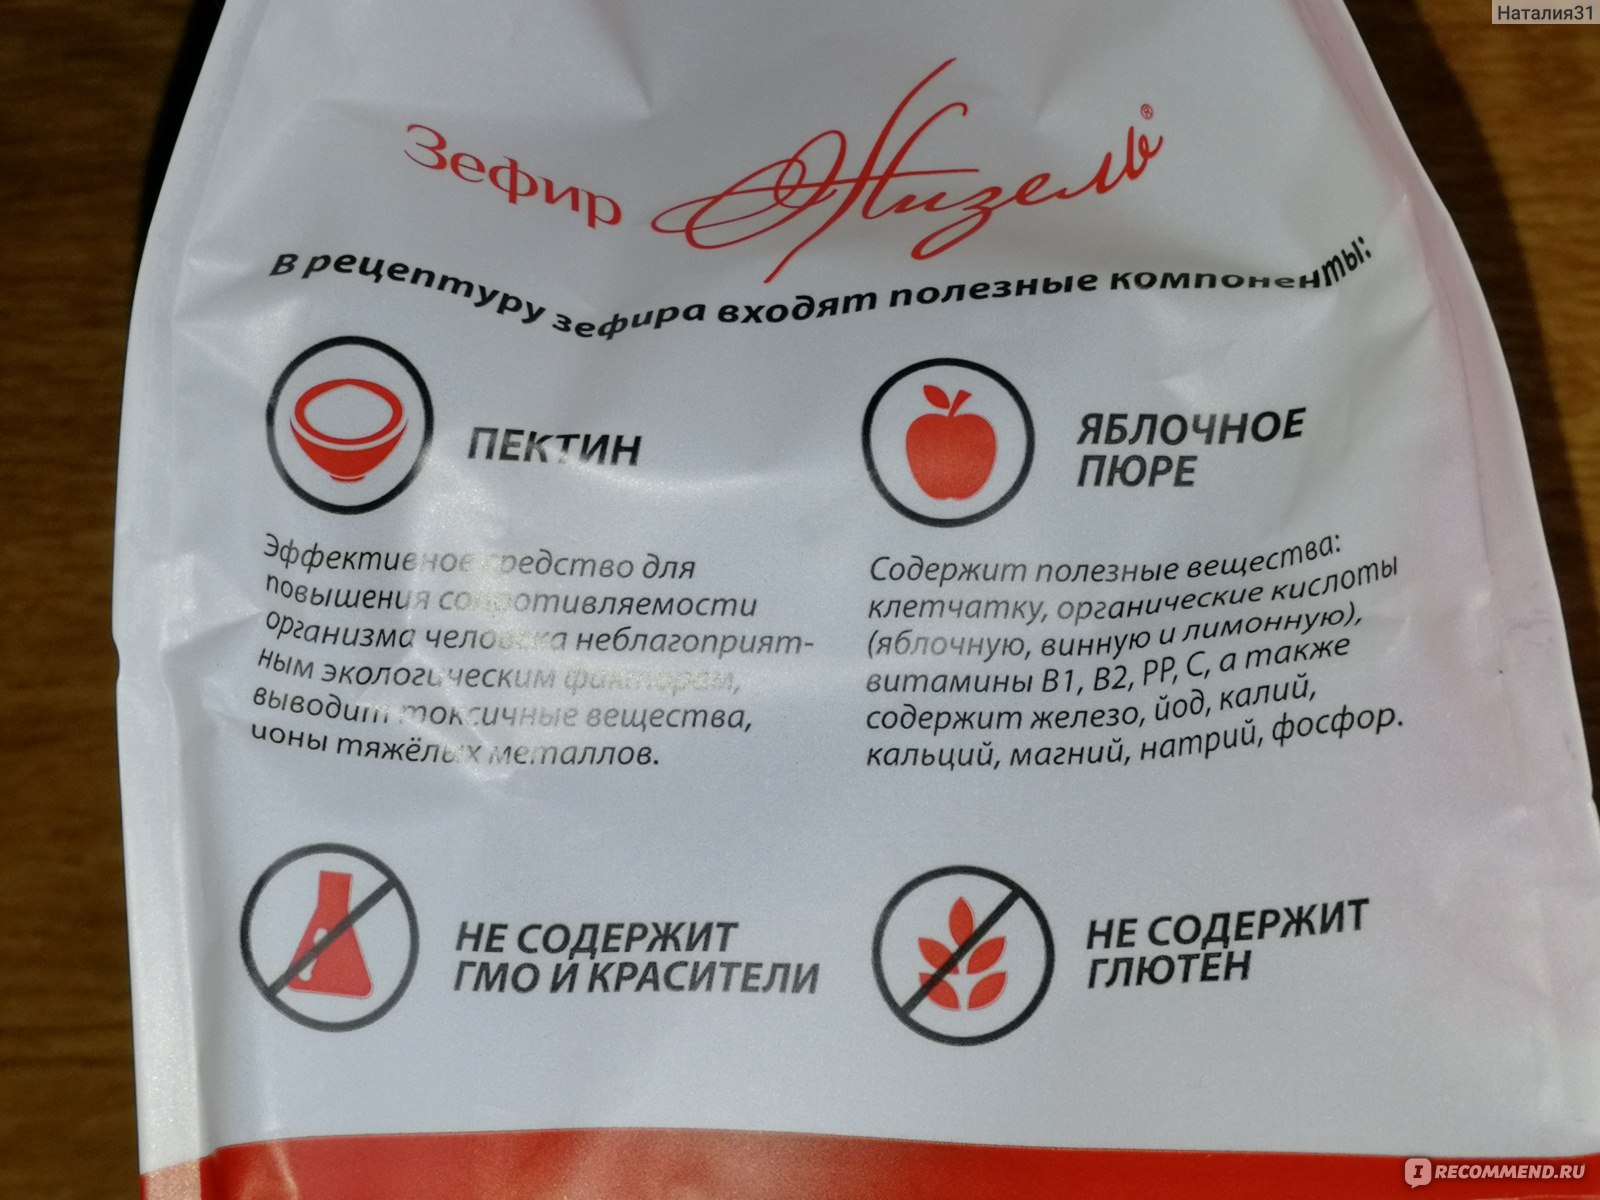 Наталия31
Зефир Жизель®
В рецептуру зефира входят полезные компоненты:
ПЕКТИН
Эффективное средство для
повышения сопротивляемости
организма человека неблагоприят-
ным экологическим факторам,
выводит токсичные вещества,
ионы тяжёлых металлов.
ЯБЛОЧНОЕ
ПЮРЕ
Содержит полезные вещества:
клетчатку, органические кислоты
(яблочную, винную и лимонную),
витамины В1, В2, РР, С, а также
содержит железо, йод, калий,
кальций, магний, натрий, фосфор.
НЕ СОДЕРЖИТ
ГМО И КРАСИТЕЛИ
НЕ СОДЕРЖИТ
ГЛЮТЕН
IRECOMMEND.RU